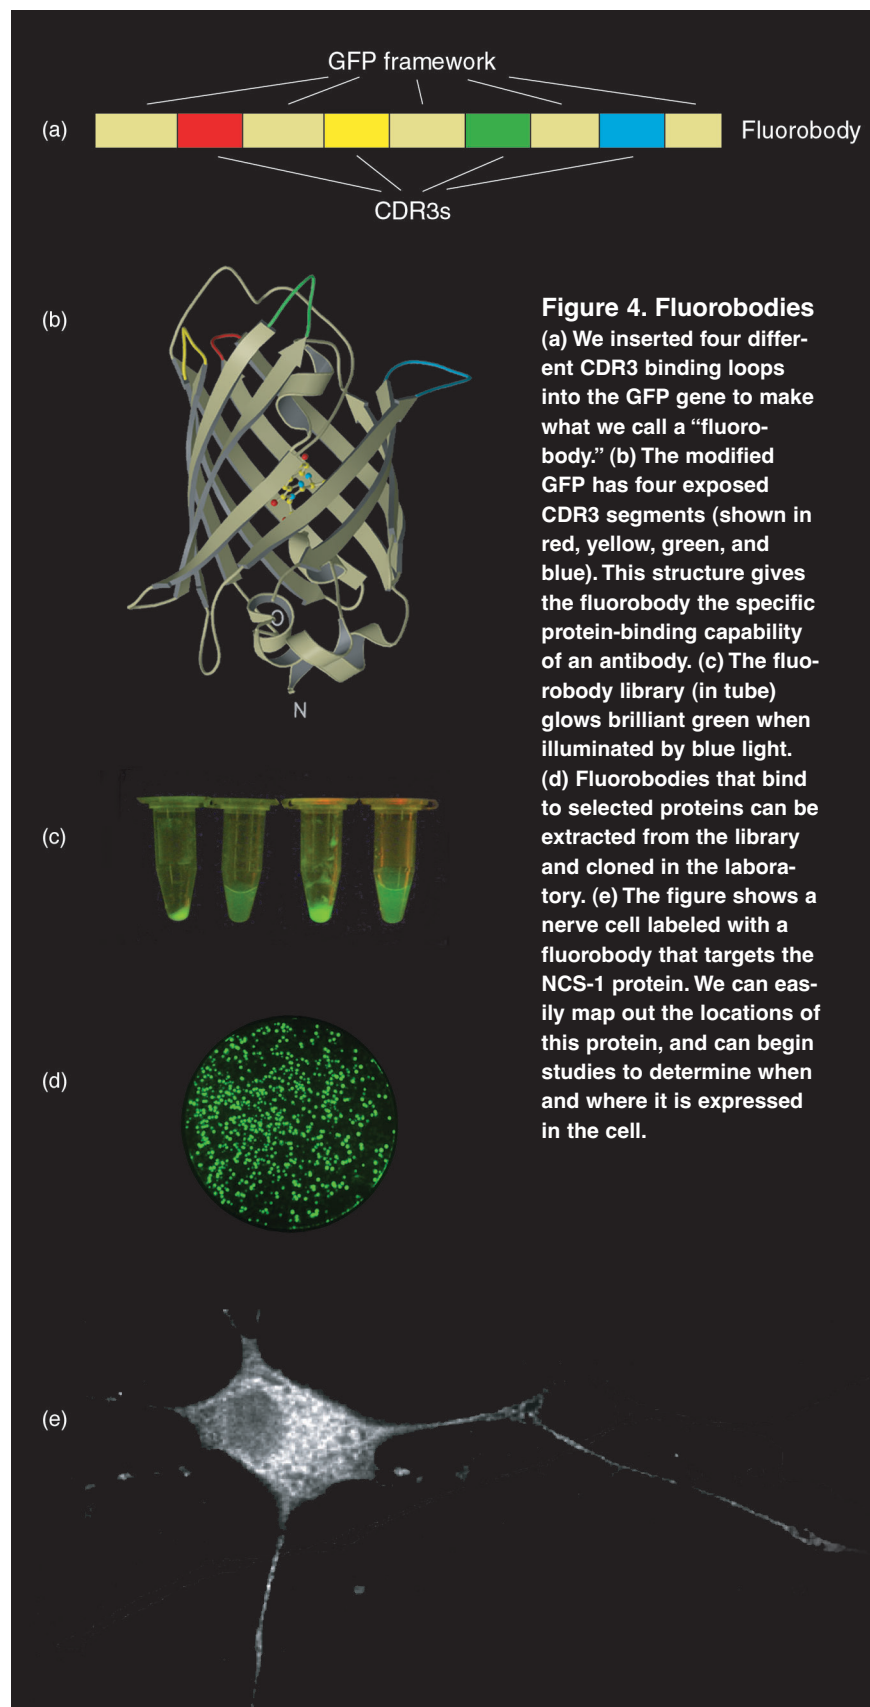 GFP framework
(a)
Fluorobody
CDR3s
(b)
N
Figure 4. Fluorobodies
(a) We inserted four differ-
ent CDR3 binding loops
into the GFP gene to make
what we call a “fluoro-
body.” (b) The modified
GFP has four exposed
CDR3 segments (shown in
red, yellow, green, and
blue). This structure gives
the fluorobody the specific
protein-binding capability
of an antibody. (c) The fluo-
robody library (in tube)
glows brilliant green when
illuminated by blue light.
(d) Fluorobodies that bind
to selected proteins can be
extracted from the library
and cloned in the labora-
tory. (e) The figure shows a
nerve cell labeled with a
fluorobody that targets the
NCS-1 protein. We can eas-
ily map out the locations of
this protein, and can begin
studies to determine when
and where it is expressed
in the cell.
(c)
(d)
(e)